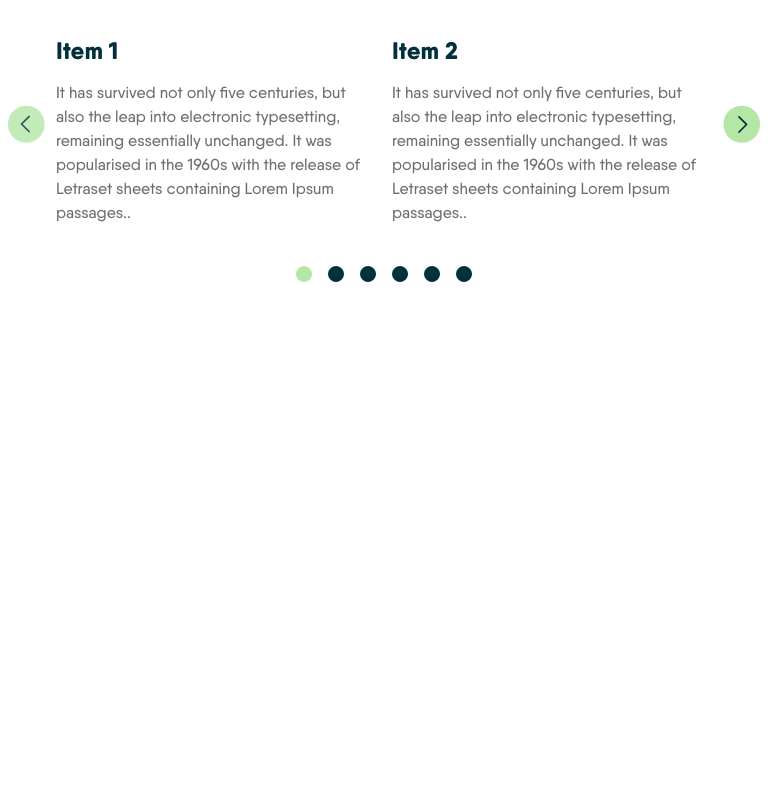 Item 1
It has survived not only five centuries, but
also the leap into electronic typesetting,
remaining essentially unchanged. It was
popularised in the 1960s with the release of
Letraset sheets containing Lorem Ipsum
passages..
Item 2
It has survived not only five centuries, but
also the leap into electronic typesetting,
remaining essentially unchanged. It was
popularised in the 1960s with the release of
Letraset sheets containing Lorem Ipsum
passages..